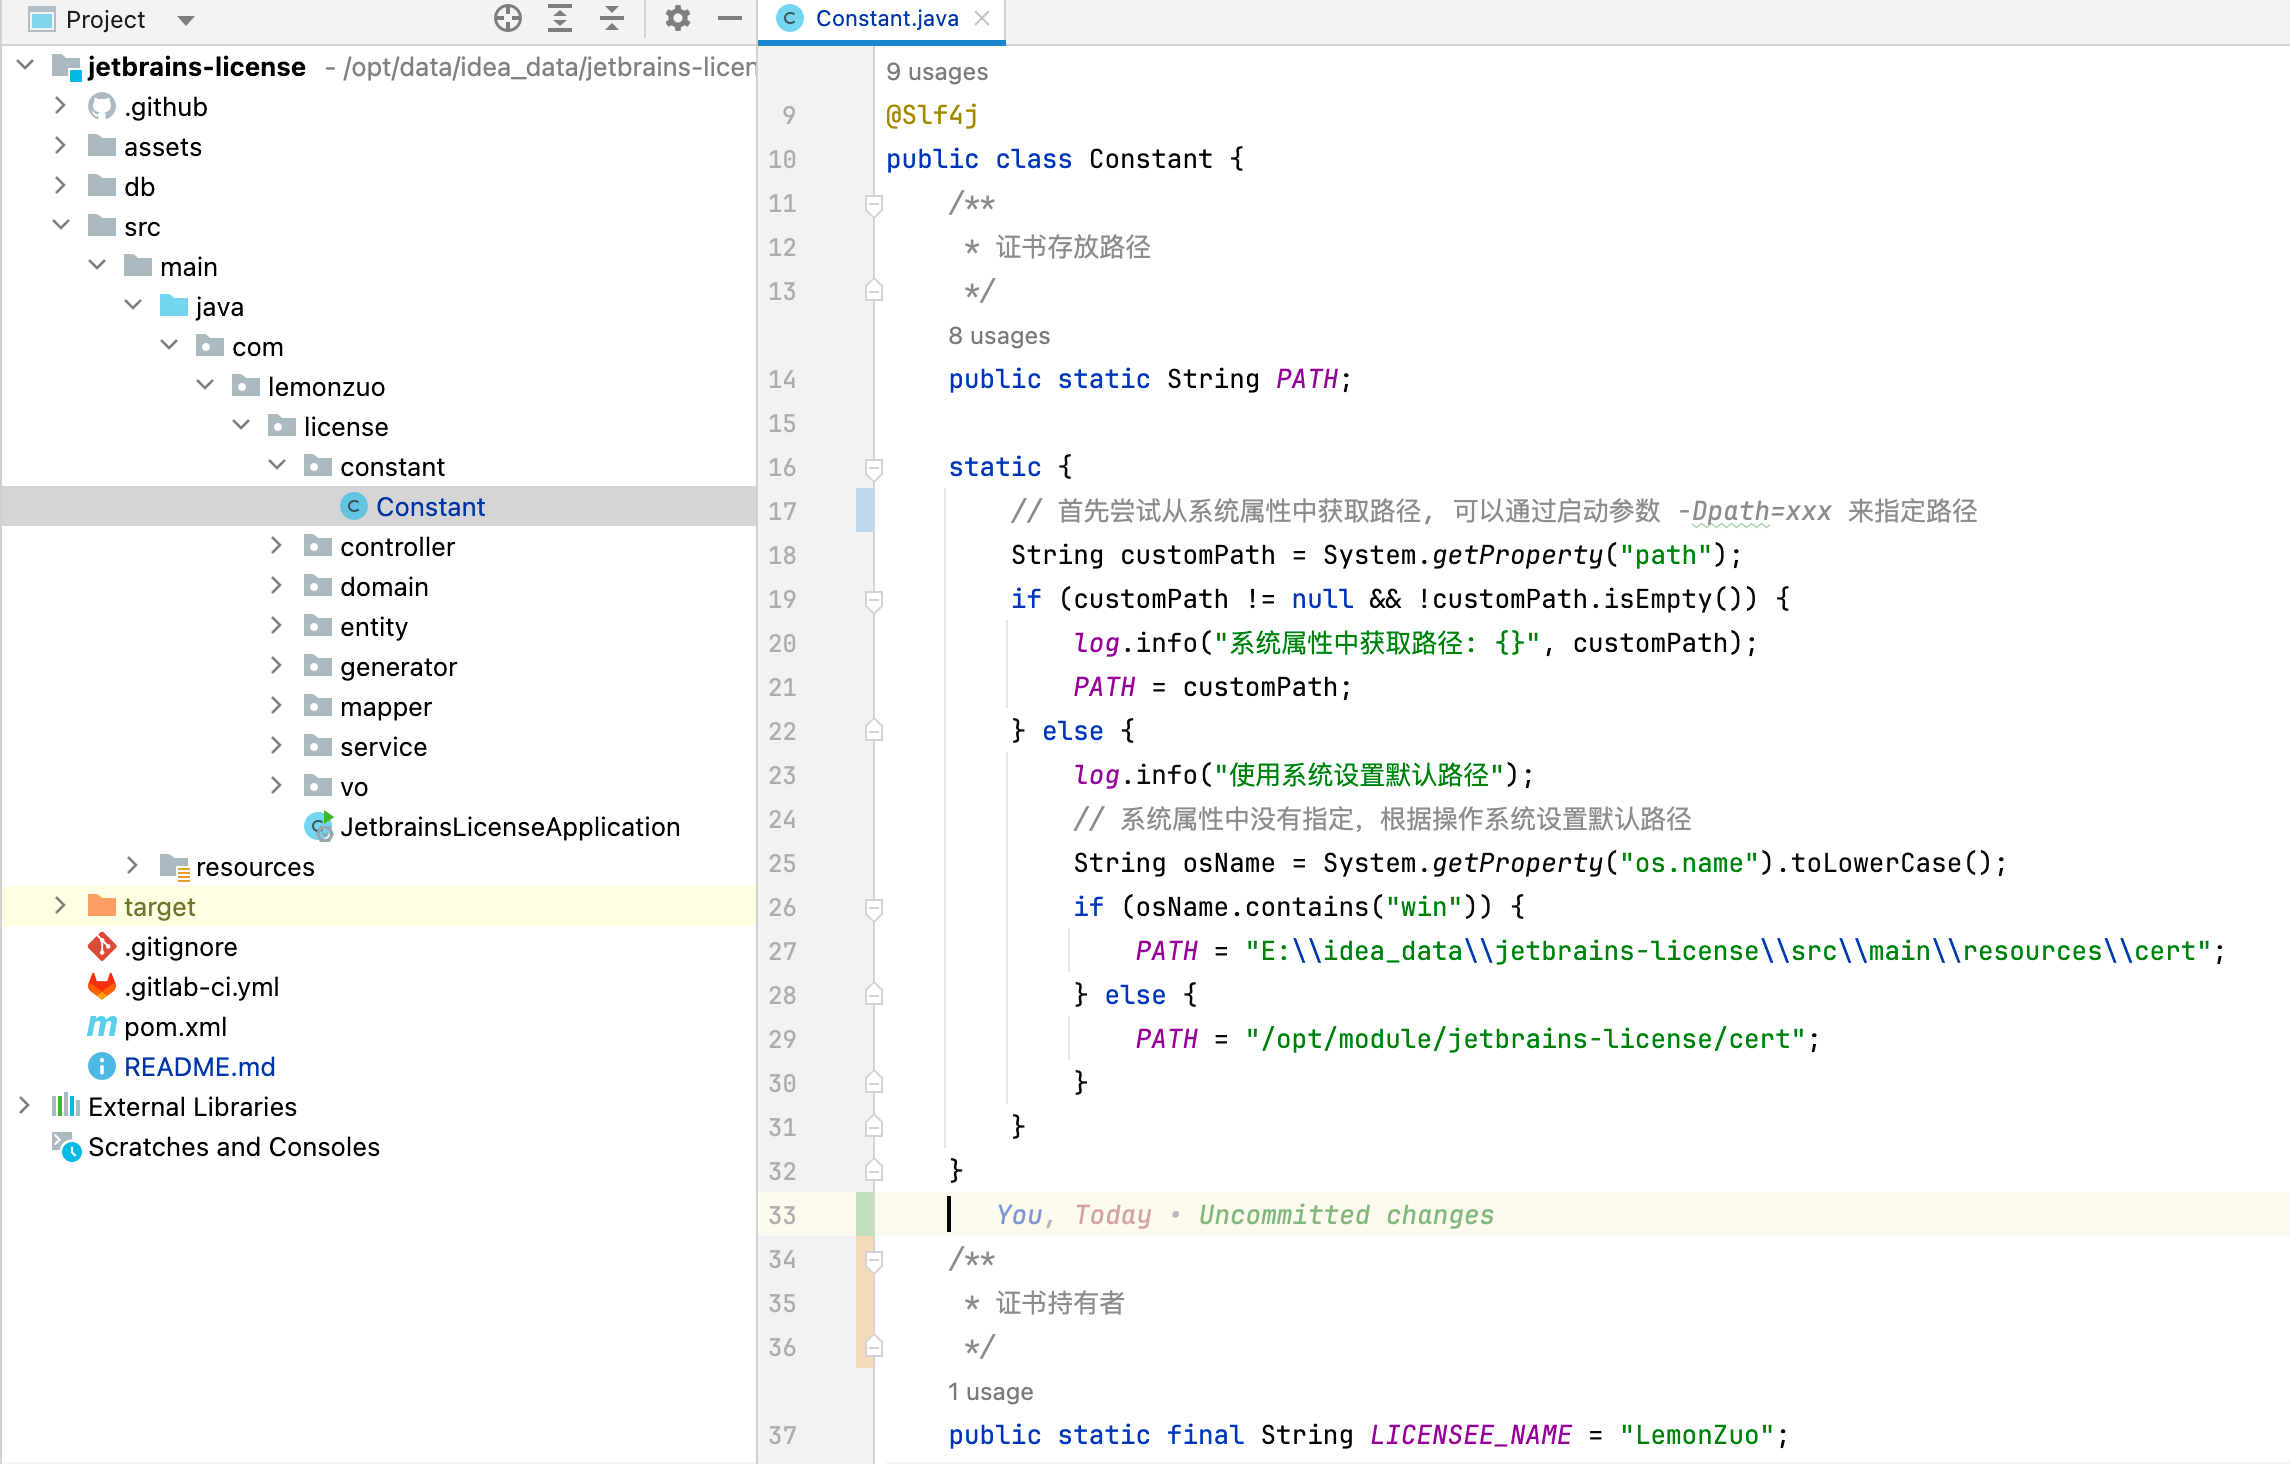 Project
jetbrains-license - /opt/data/idea_data/jetbrains-licen
.github
assets
db
src
main
java
com
lemonzuo
license
constant
Constant
controller
domain
entity
generator
mapper
service
vo
JetbrainsLicenseApplication
resources
target
.gitignore
.gitlab-ci.yml
pom.xml
README.md
External Libraries
Scratches and Consoles
Constant.java
9 usages
9 @Slf4j
10 public class Constant {
11 /**
12 * 证书存放路径
13 */
8 usages
14 public static String PATH;
15
16 static {
17 // 首先尝试从系统属性中获取路径, 可以通过启动参数 -Dpath=xxx 来指定路径
18 String customPath = System.getProperty("path");
19 if (customPath != null && !customPath.isEmpty()) {
20 log.info("系统属性中获取路径: {}", customPath);
21 PATH = customPath;
22 } else {
23 log.info("使用系统设置默认路径");
24 // 系统属性中没有指定, 根据操作系统设置默认路径
25 String osName = System.getProperty("os.name").toLowerCase();
26 if (osName.contains("win")) {
27 PATH = "E:\\idea_data\\jetbrains-license\\src\\main\\resources\\cert";
28 } else {
29 PATH = "/opt/module/jetbrains-license/cert";
30 }
31 }
32 }
33 You, Today • Uncommitted changes
34 /**
35 * 证书持有者
36 */
1 usage
37 public static final String LICENSEE_NAME = "LemonZuo";